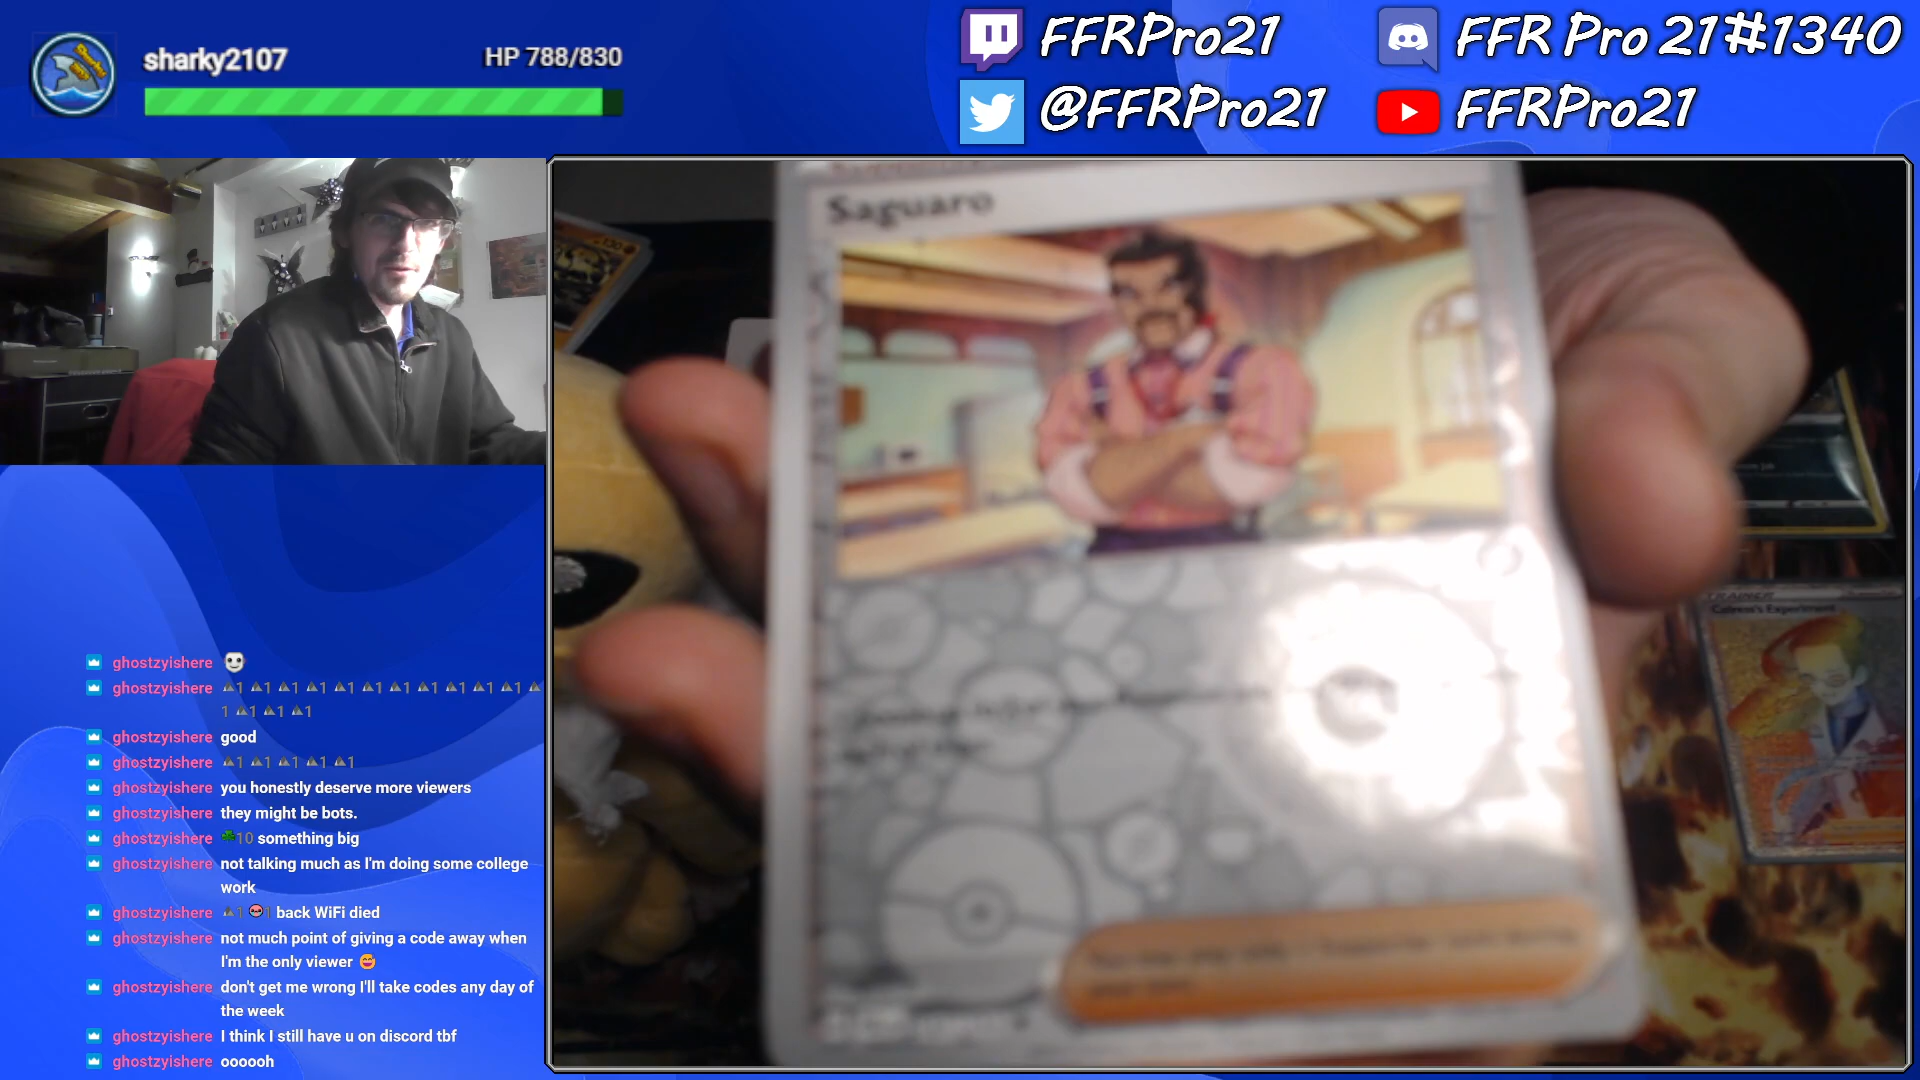 sharky2107
HP 788/830
FFRPro21
FFR Pro 21#1340
@FFRPro21
FFRPro21
Saguaro
TRAINER
Colress's Experiment
ghostzyishere
ghostzyishere 1 1 1 1 1 1 1 1 1 1 1
1 1 1 1
ghostzyishere good
ghostzyishere 1 1 1 1 1
ghostzyishere you honestly deserve more viewers
ghostzyishere they might be bots.
ghostzyishere 10 something big
ghostzyishere not talking much as I'm doing some college
work
ghostzyishere 1 1 back WiFi died
ghostzyishere not much point of giving a code away when
I'm the only viewer
ghostzyishere don't get me wrong I'll take codes any day of
the week
ghostzyishere I think I still have u on discord tbf
ghostzyishere oooooh